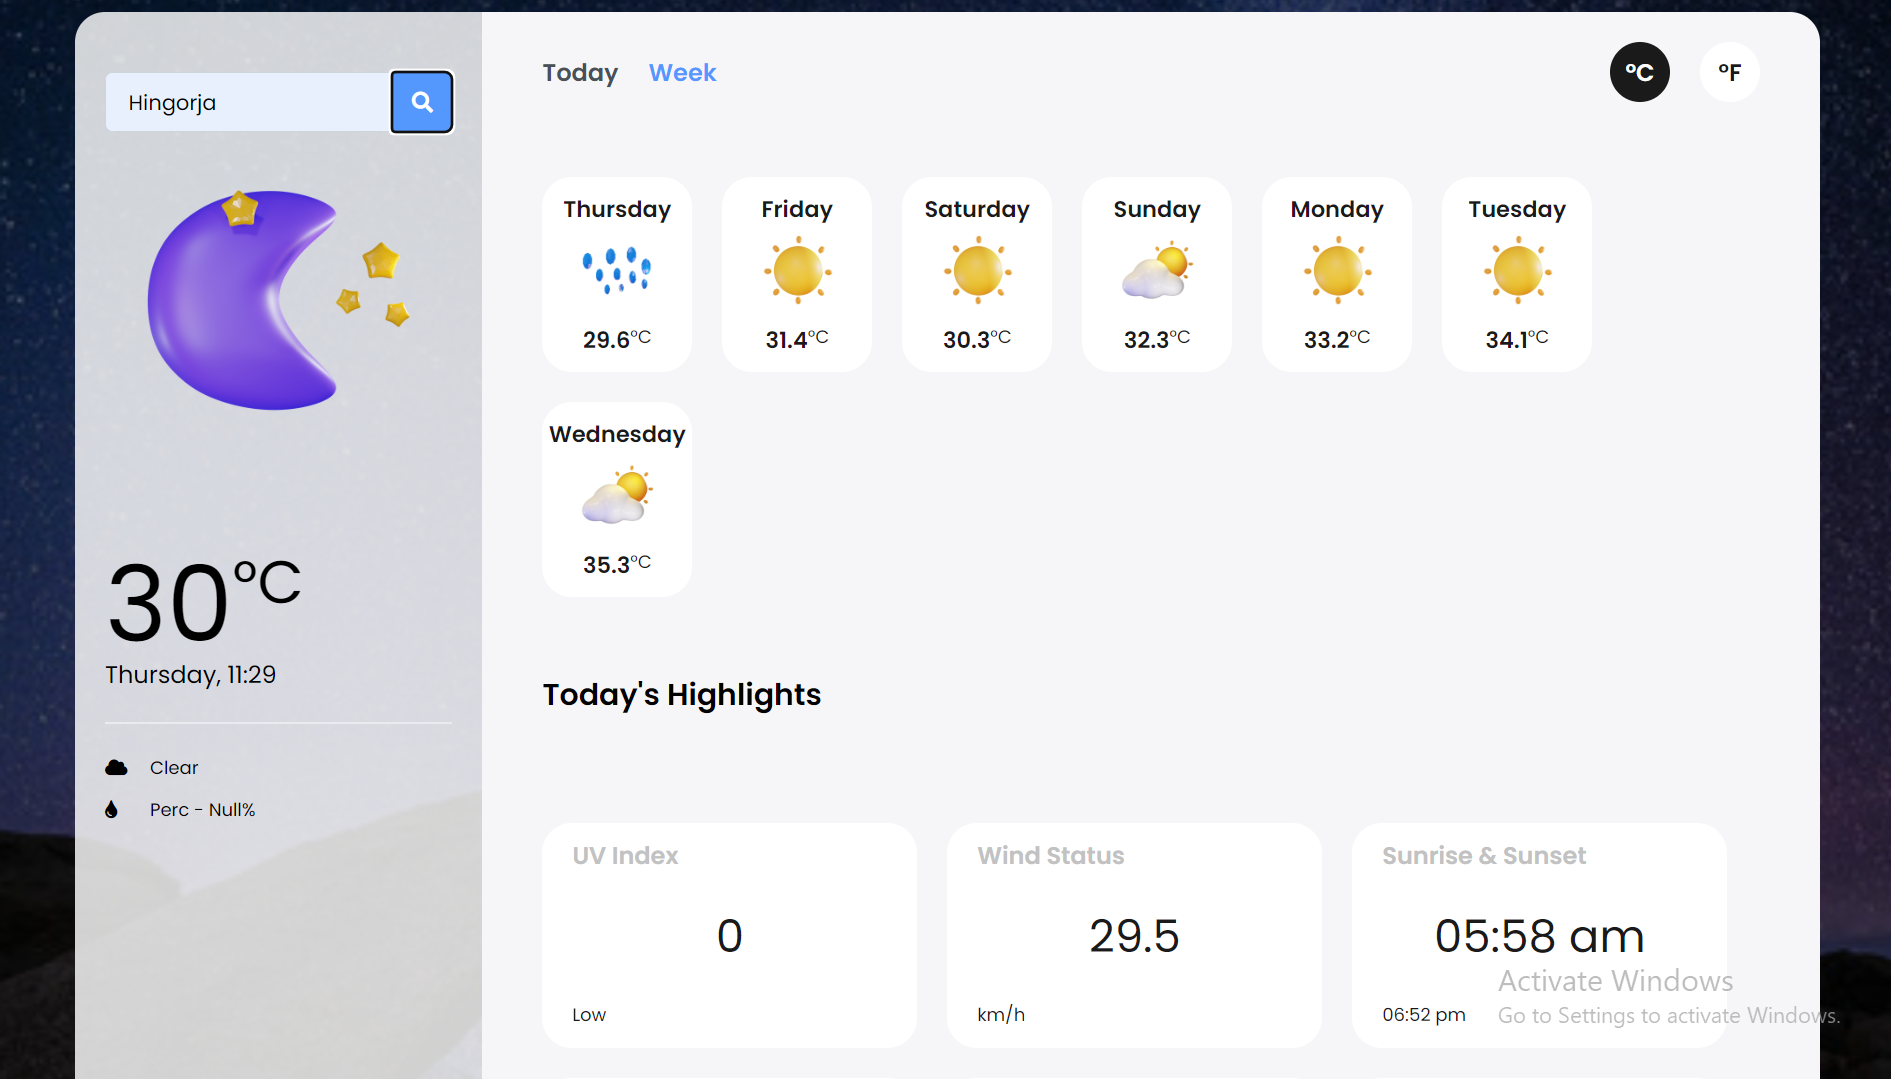 Hingorja
30°C
Thursday, 11:29
Clear
Perc - Null%
Today Week
°C °F
Thursday Friday Saturday Sunday Monday Tuesday
29.6°C 31.4°C 30.3°C 32.3°C 33.2°C 34.1°C
Wednesday
35.3°C
Today's Highlights
UV Index
0
Low
Wind Status
29.5
km/h
Sunrise & Sunset
05:58 am
06:52 pm
Activate Windows
Go to Settings to activate Windows.